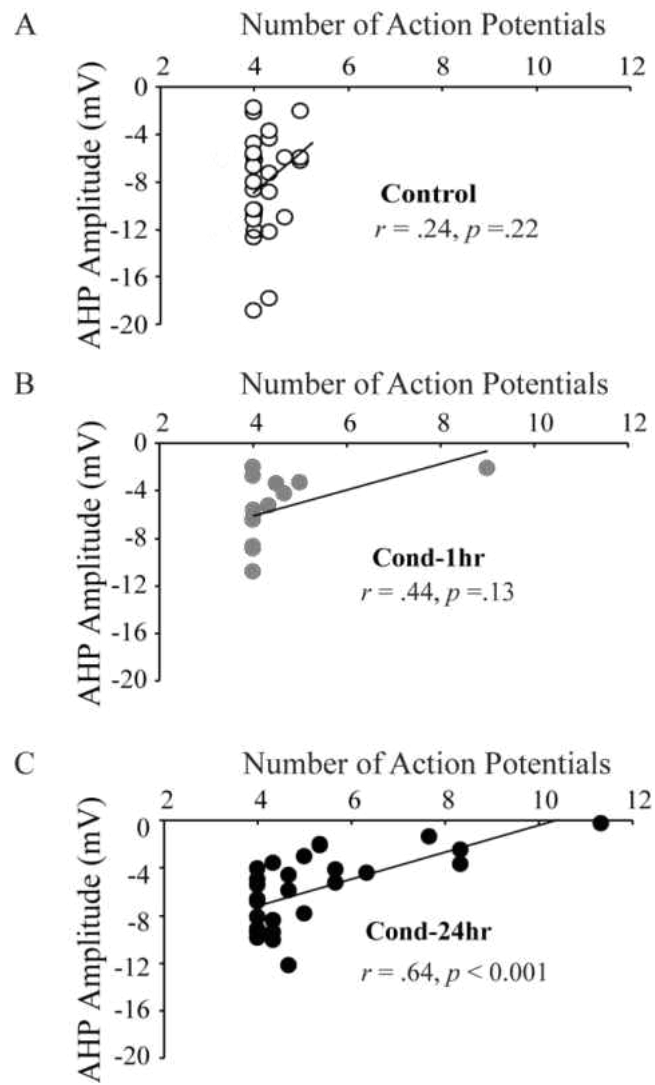 A
Number of Action Potentials
2 4 6 8 10 12
AHP Amplitude (mV)
0
-4
-8
-12
-16
-20
Control
r = .24, p =.22
B
Number of Action Potentials
2 4 6 8 10 12
AHP Amplitude (mV)
0
-4
-8
-12
-16
-20
Cond-1hr
r = .44, p =.13
C
Number of Action Potentials
2 4 6 8 10 12
AHP Amplitude (mV)
0
-4
-8
-12
-16
-20
Cond-24hr
r = .64, p < 0.001